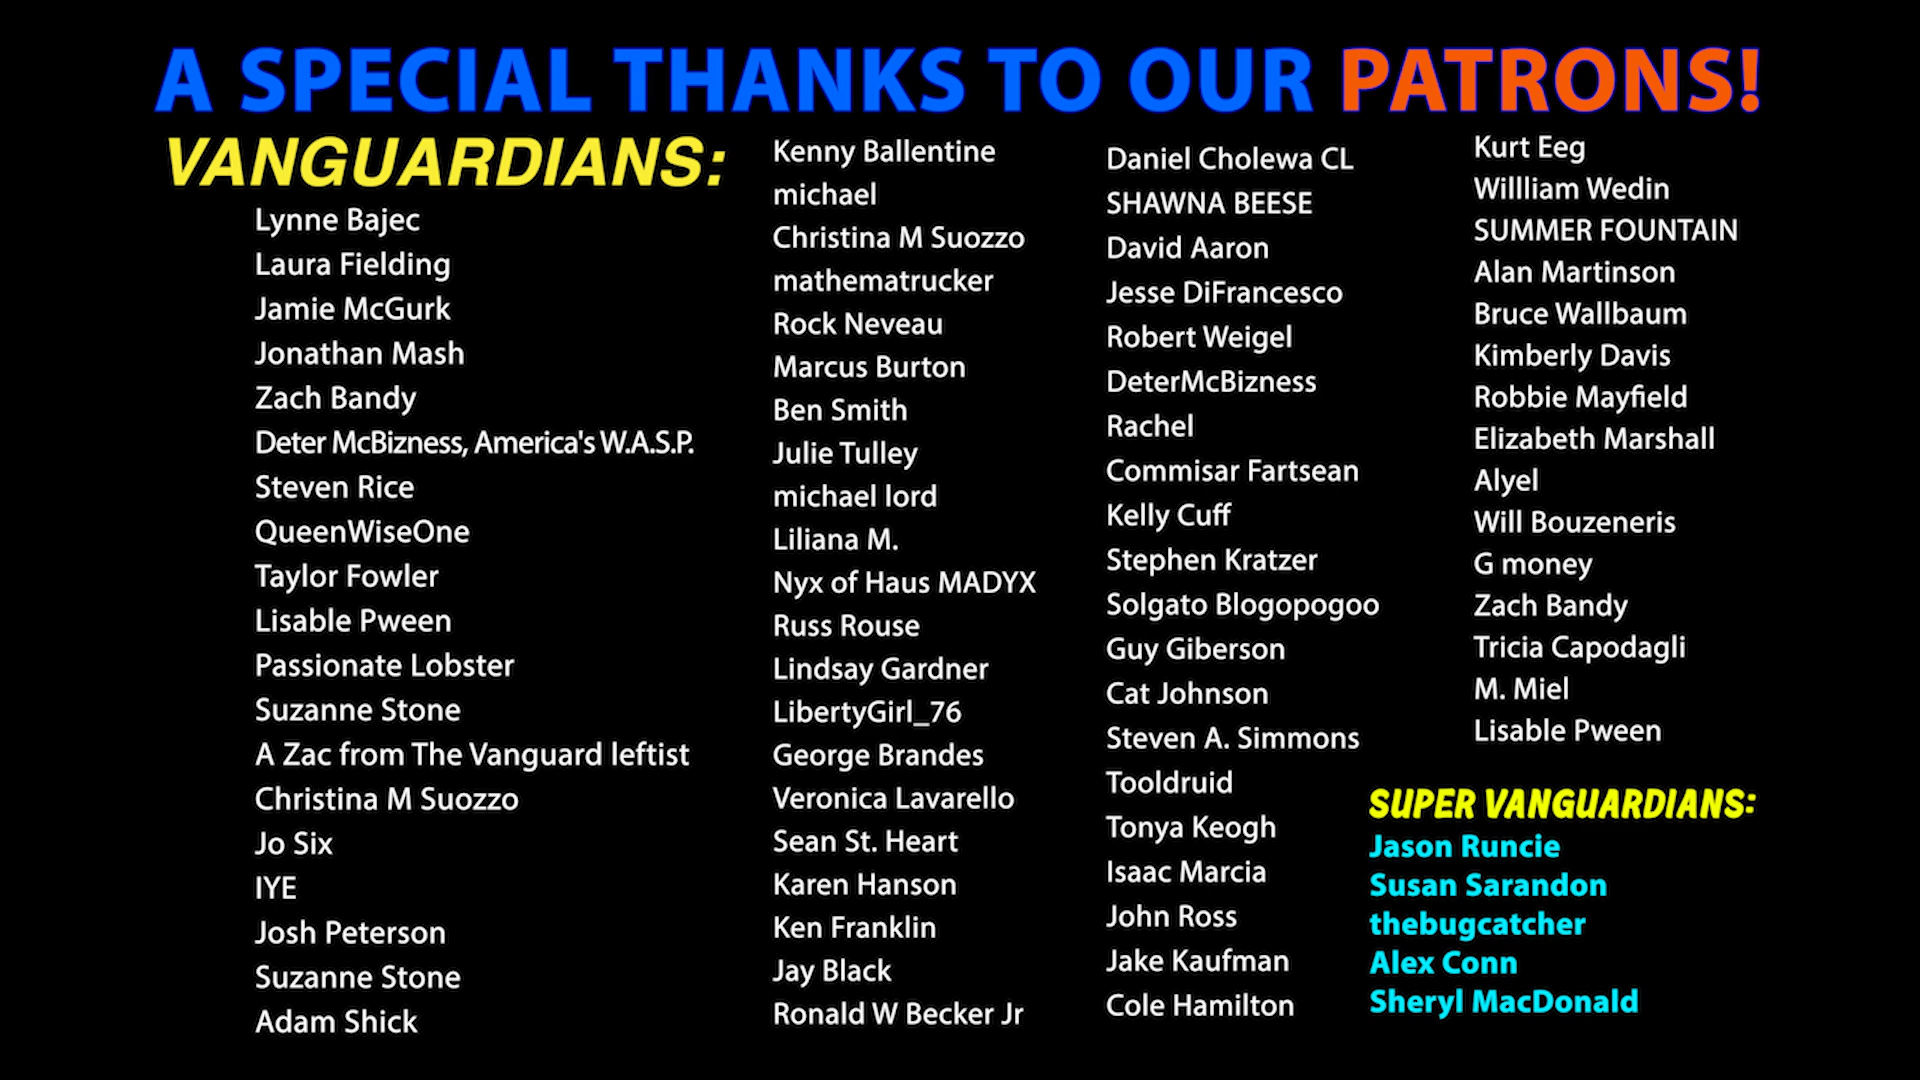 A SPECIAL THANKS TO OUR PATRONS!
VANGUARDIANS:
Lynne Bajec
Laura Fielding
Jamie McGurk
Jonathan Mash
Zach Bandy
Deter McBizness, America's W.A.S.P.
Steven Rice
QueenWiseOne
Taylor Fowler
Lisable Pween
Passionate Lobster
Suzanne Stone
A Zac from The Vanguard leftist
Christina M Suozzo
Jo Six
IYE
Josh Peterson
Suzanne Stone
Adam Shick
Kenny Ballentine
michael
Christina M Suozzo
mathematrucker
Rock Neveau
Marcus Burton
Ben Smith
Julie Tulley
michael lord
Liliana M.
Nyx of Haus MADYX
Russ Rouse
Lindsay Gardner
LibertyGirl_76
George Brandes
Veronica Lavarello
Sean St. Heart
Karen Hanson
Ken Franklin
Jay Black
Ronald W Becker Jr
Daniel Cholewa CL
SHAWNA BEESE
David Aaron
Jesse DiFrancesco
Robert Weigel
DeterMcBizness
Rachel
Commisar Fartsean
Kelly Cuff
Stephen Kratzer
Solgato Blogopogoo
Guy Giberson
Cat Johnson
Steven A. Simmons
Tooldruid
Tonya Keogh
Isaac Marcia
John Ross
Jake Kaufman
Cole Hamilton
Kurt Eeg
Willliam Wedin
SUMMER FOUNTAIN
Alan Martinson
Bruce Wallbaum
Kimberly Davis
Robbie Mayfield
Elizabeth Marshall
Alyel
Will Bouzeneris
G money
Zach Bandy
Tricia Capodagli
M. Miel
Lisable Pween
SUPER VANGUARDIANS:
Jason Runcie
Susan Sarandon
thebugcatcher
Alex Conn
Sheryl MacDonald